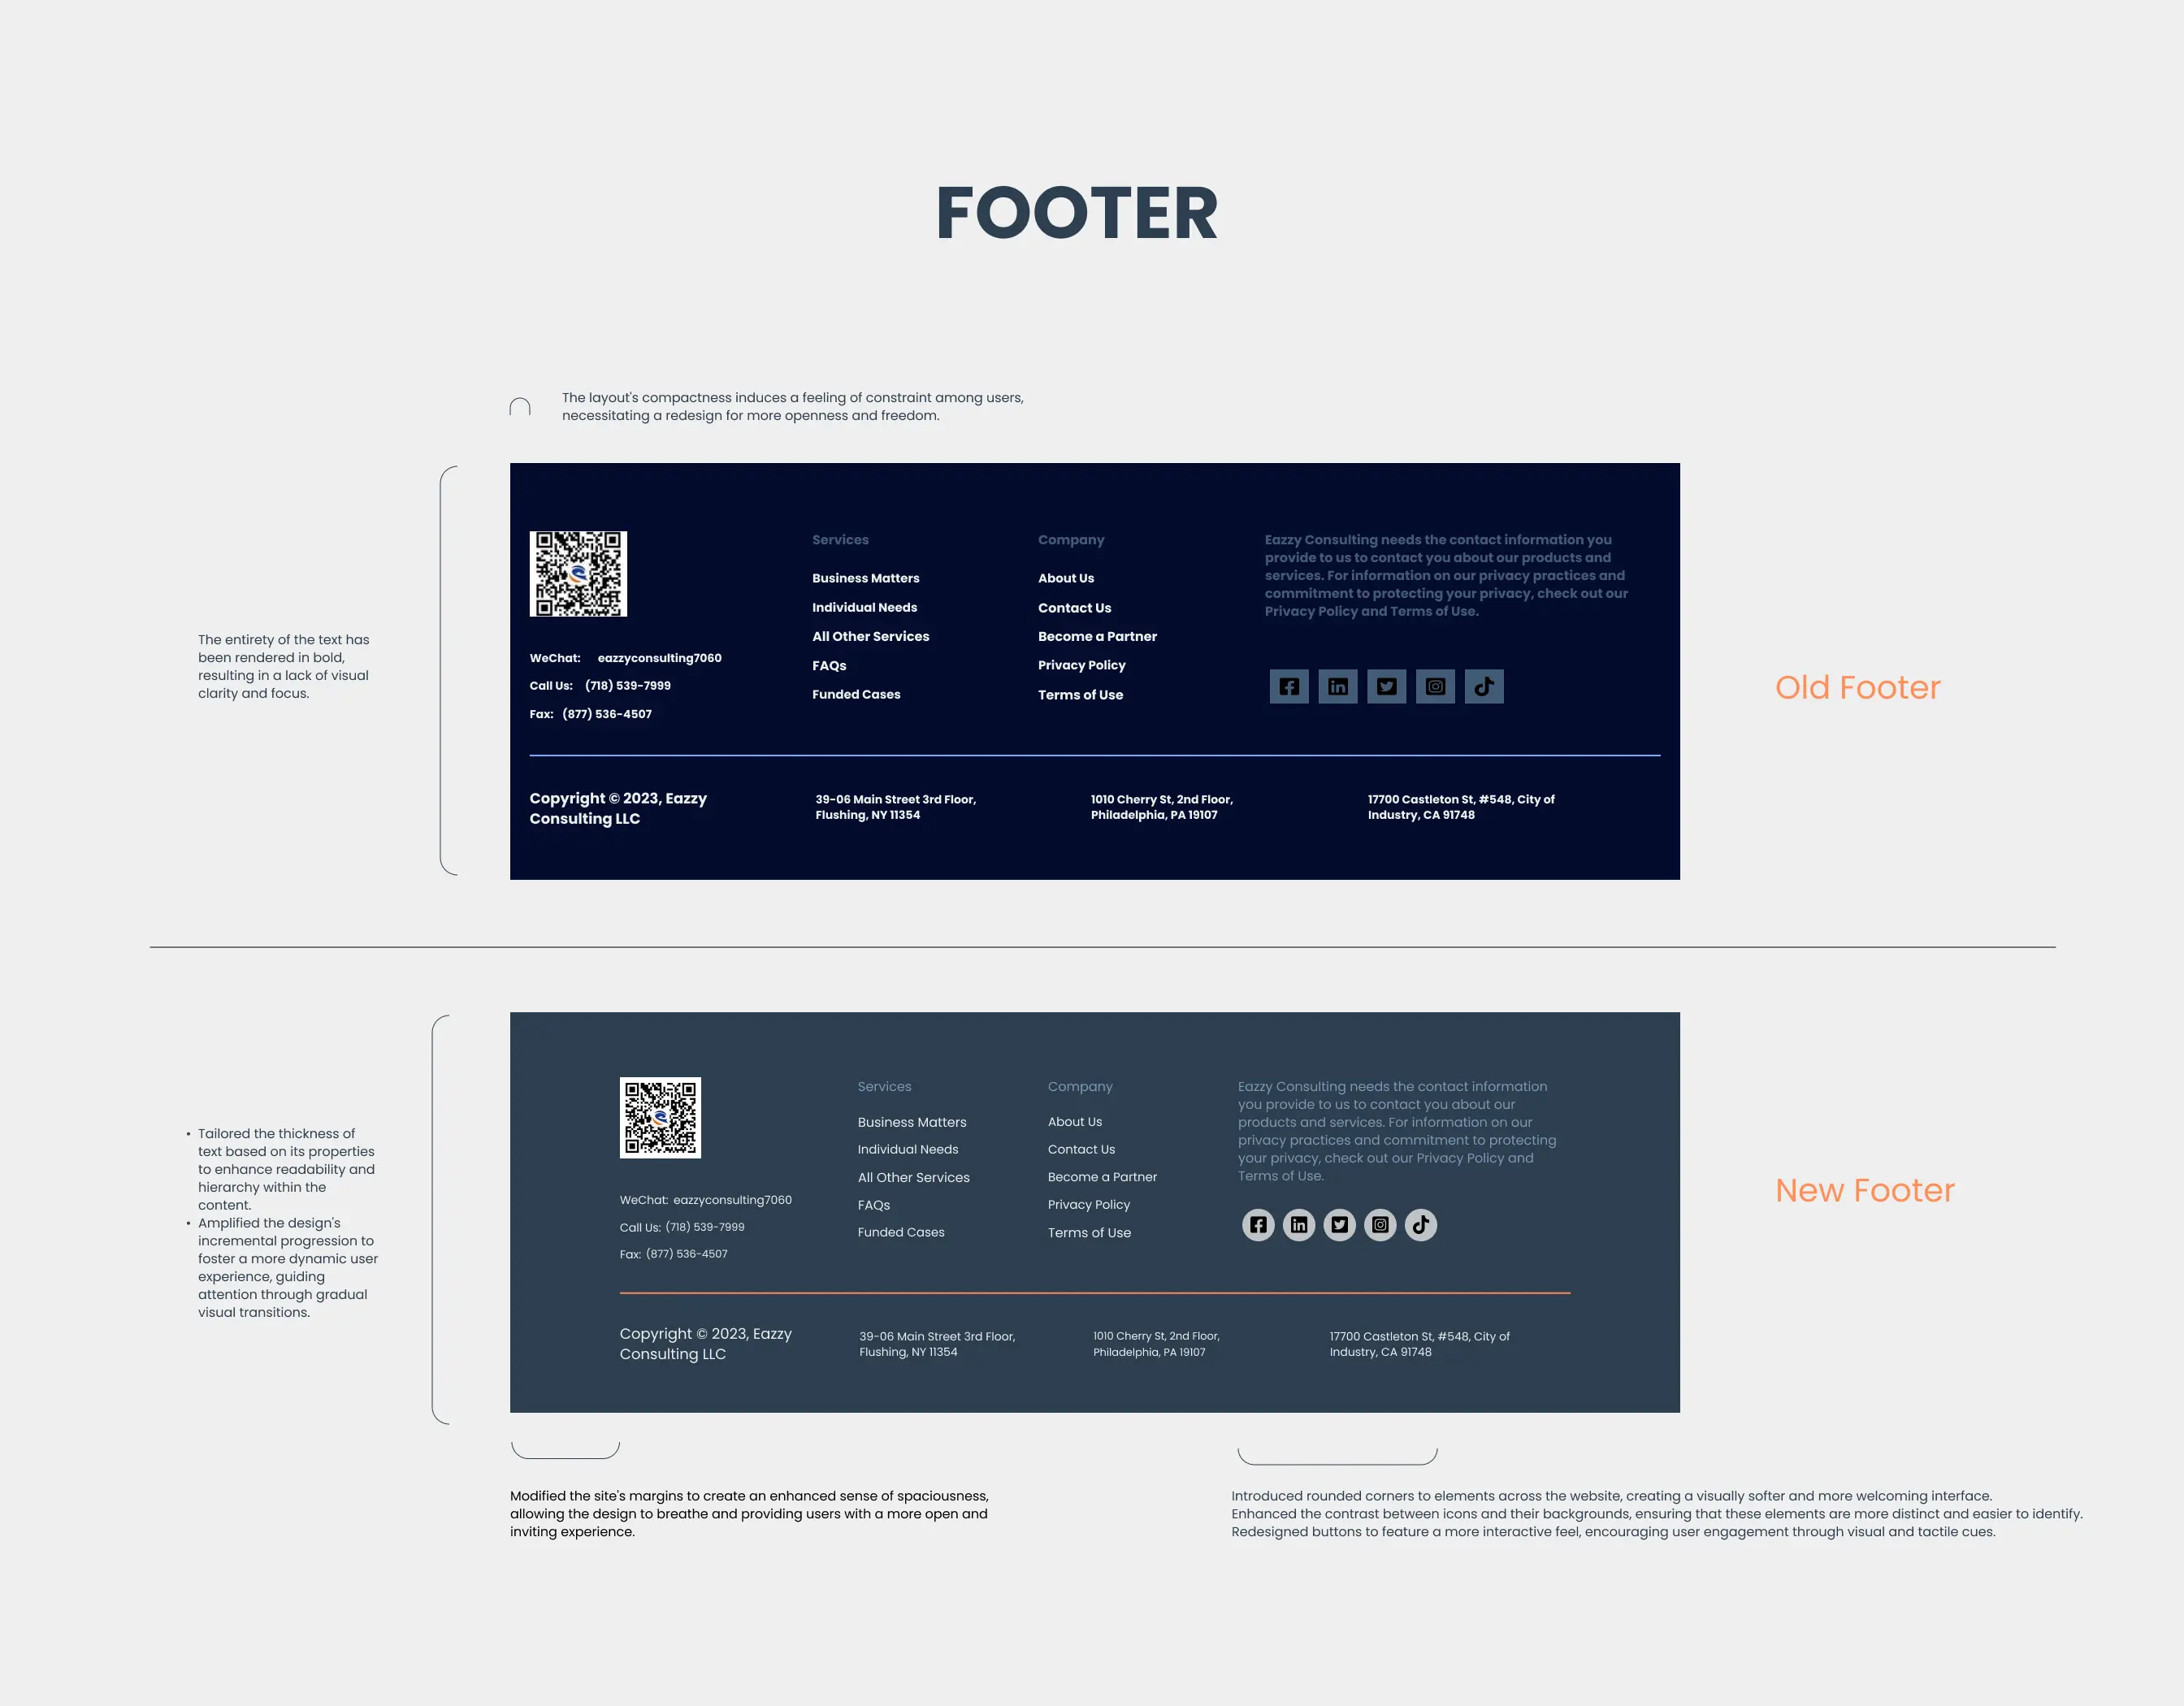 FOOTER
The layout's compactness induces a feeling of constraint among users,
necessitating a redesign for more openness and freedom.
The entirety of the text has
been rendered in bold,
resulting in a lack of visual
clarity and focus.
WeChat: eazzyconsulting7060
Call Us: (718) 539-7999
Fax: (877) 536-4507
Services
Business Matters
Individual Needs
All Other Services
FAQs
Funded Cases
Company
About Us
Contact Us
Become a Partner
Privacy Policy
Terms of Use
Eazzy Consulting needs the contact information you
provide to us to contact you about our products and
services. For information on our privacy practices and
commitment to protecting your privacy, check out our
Privacy Policy and Terms of Use.
Copyright © 2023, Eazzy
Consulting LLC
39-06 Main Street 3rd Floor,
Flushing, NY 11354
1010 Cherry St, 2nd Floor,
Philadelphia, PA 19107
17700 Castleton St, #548, City of
Industry, CA 91748
Old Footer
• Tailored the thickness of
text based on its properties
to enhance readability and
hierarchy within the
content.
• Amplified the design's
incremental progression to
foster a more dynamic user
experience, guiding
attention through gradual
visual transitions.
WeChat: eazzyconsulting7060
Call Us: (718) 539-7999
Fax: (877) 536-4507
Services
Business Matters
Individual Needs
All Other Services
FAQs
Funded Cases
Company
About Us
Contact Us
Become a Partner
Privacy Policy
Terms of Use
Eazzy Consulting needs the contact information
you provide to us to contact you about our
products and services. For information on our
privacy practices and commitment to protecting
your privacy, check out our Privacy Policy and
Terms of Use.
Copyright © 2023, Eazzy
Consulting LLC
39-06 Main Street 3rd Floor,
Flushing, NY 11354
1010 Cherry St, 2nd Floor,
Philadelphia, PA 19107
17700 Castleton St, #548, City of
Industry, CA 91748
New Footer
Modified the site's margins to create an enhanced sense of spaciousness,
allowing the design to breathe and providing users with a more open and
inviting experience.
Introduced rounded corners to elements across the website, creating a visually softer and more welcoming interface.
Enhanced the contrast between icons and their backgrounds, ensuring that these elements are more distinct and easier to identify.
Redesigned buttons to feature a more interactive feel, encouraging user engagement through visual and tactile cues.